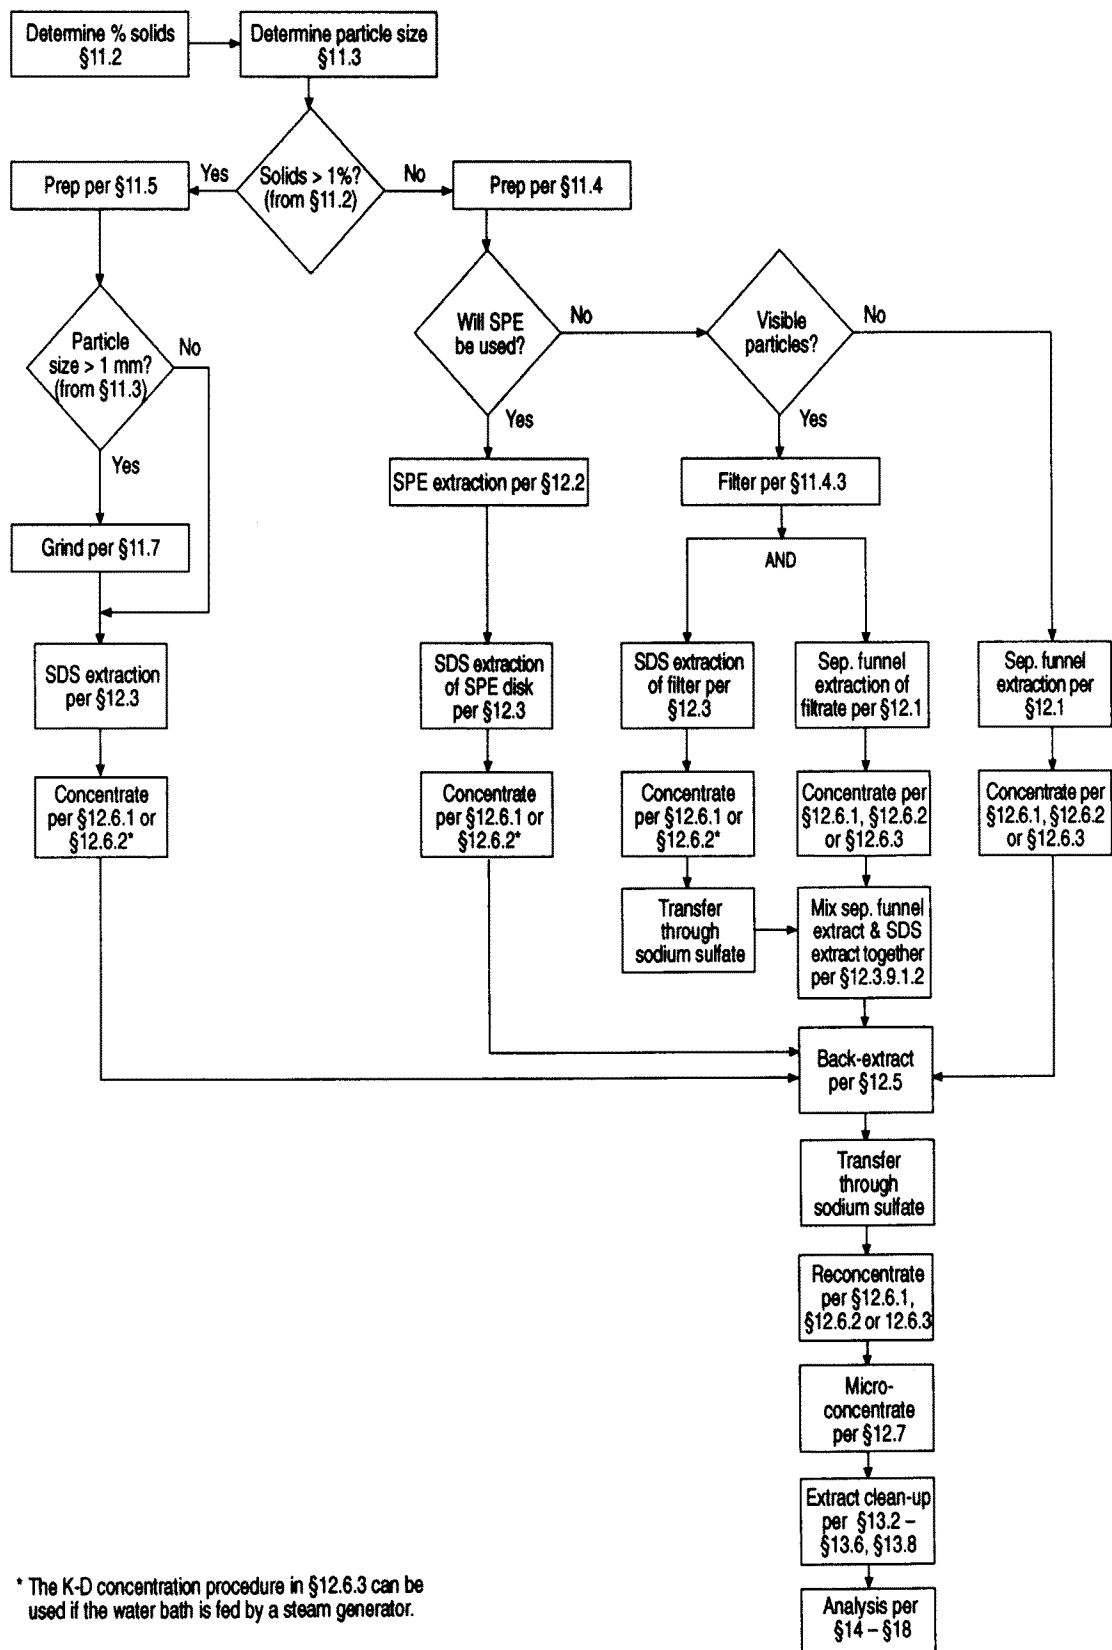 Determine % solids
§11.2
Determine particle size
§11.3
Solids > 1%?
(from §11.2)
Yes
No
Prep per §11.5
Prep per §11.4
Particle
size > 1 mm?
(from §11.3)
No
Yes
Will SPE
be used?
No
Yes
Visible
particles?
No
Yes
Grind per §11.7
SPE extraction per §12.2
Filter per §11.4.3
AND
SDS extraction
per §12.3
SDS extraction
of SPE disk
per §12.3
SDS extraction
of filter per
§12.3
Sep. funnel
extraction of
filtrate per §12.1
Sep. funnel
extraction per
§12.1
Concentrate
per §12.6.1 or
§12.6.2*
Concentrate
per §12.6.1 or
§12.6.2*
Concentrate
per §12.6.1 or
§12.6.2*
Concentrate per
§12.6.1, §12.6.2
or §12.6.3
Concentrate per
§12.6.1, §12.6.2
or §12.6.3
Transfer
through
sodium sulfate
Mix sep. funnel
extract & SDS
extract together
per §12.3.9.1.2
Back-extract
per §12.5
Transfer
through
sodium sulfate
Reconcentrate
per §12.6.1,
§12.6.2 or 12.6.3
Micro-
concentrate
per §12.7
Extract clean-up
per §13.2 –
§13.6, §13.8
Analysis per
§14 – §18
* The K-D concentration procedure in §12.6.3 can be
used if the water bath is fed by a steam generator.